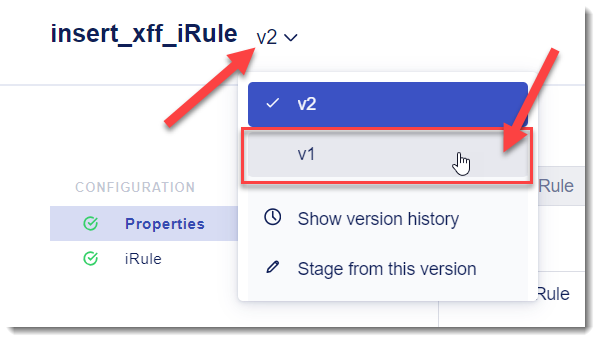 insert_xff_iRule v2
v2
v1
CONFIGURATION
Rule
Properties
Show version history
iRule
Stage from this version
Rule